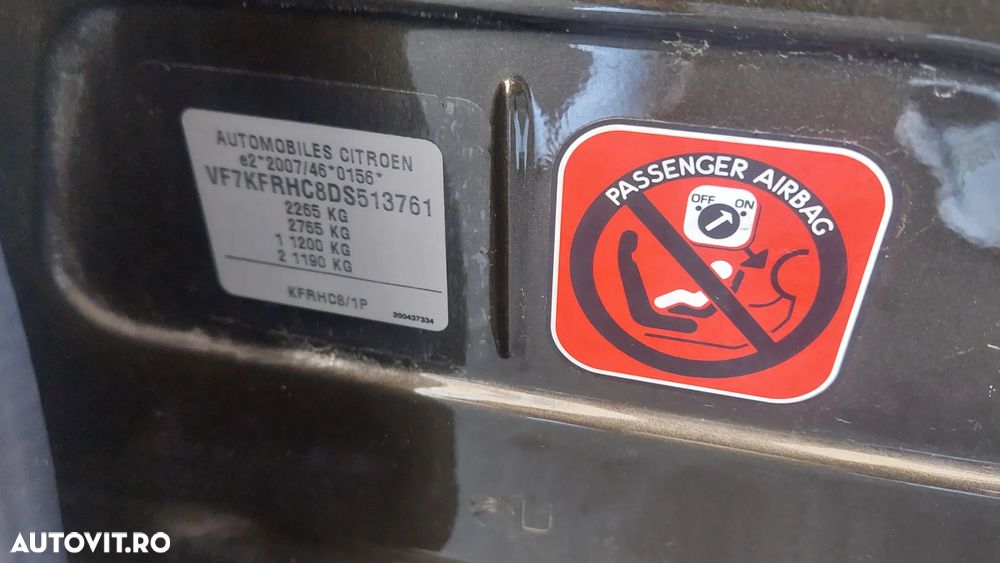 AUTOMOBILES CITROEN
e2*2007/46*0156*
VF7KFRHC8DS513761
2265 KG
2765 KG
1 1200 KG
2 1190 KG
KFRHC8/1P
200437334
PASSENGER AIRBAG
OFF ON
AUTOVIT.RO